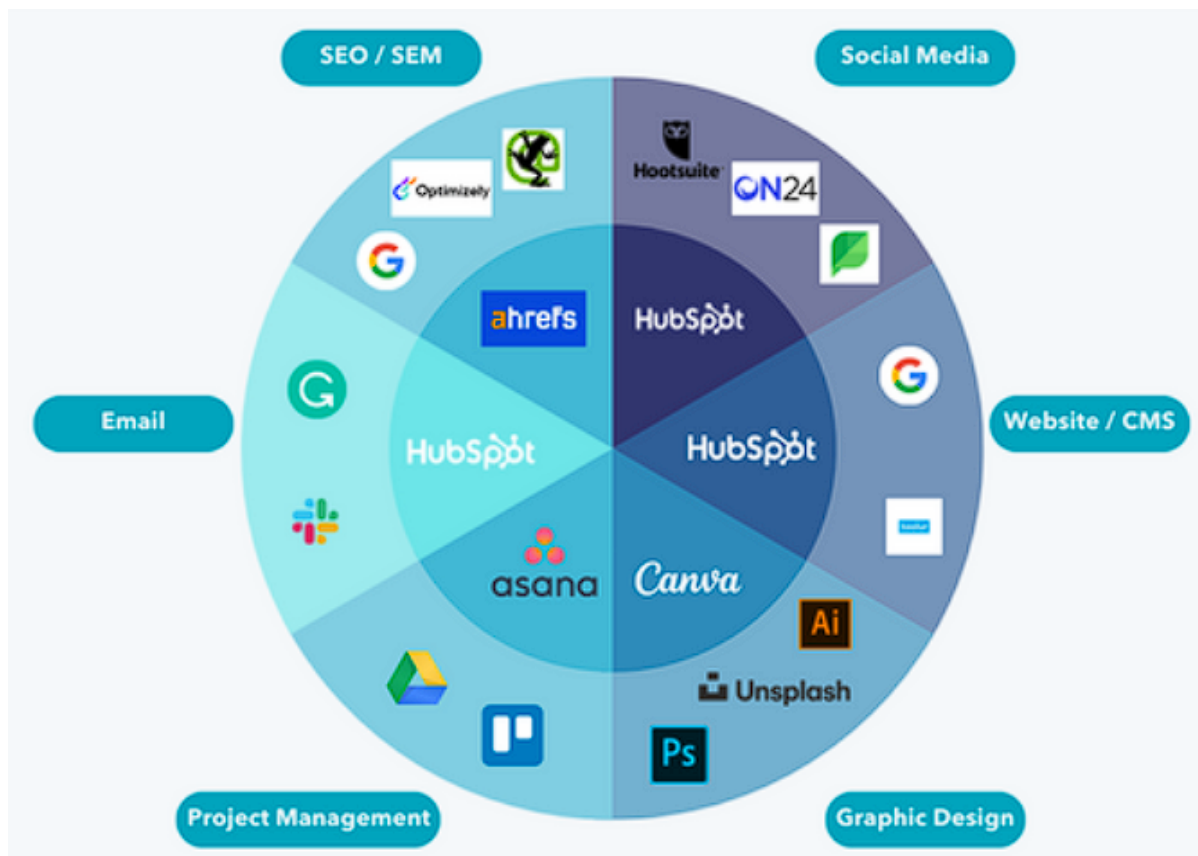 SEO / SEM
Social Media
Hootsuite
Optimizely
ON24
G
G
ahrefs
HubSpot
G
Email
Website / CMS
HubSpot
HubSpot
asana
Canva
Ai
Unsplash
Ps
Project Management
Graphic Design